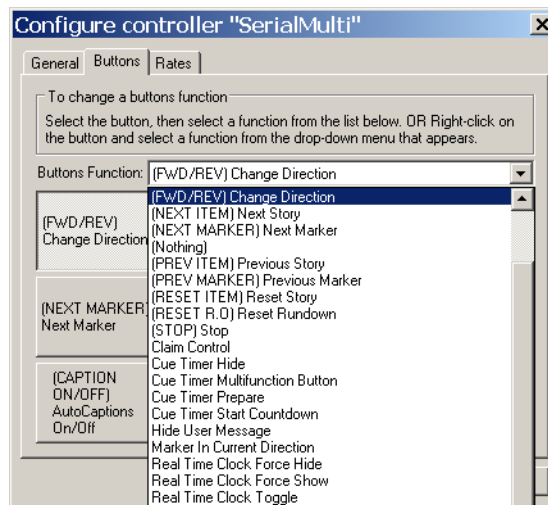 Configure controller "SerialMulti"
General Buttons Rates
To change a buttons function
Select the button, then select a function from the list below. OR Right-click on
the button and select a function from the drop-down menu that appears.
Buttons Function: (FWD/REV) Change Direction
(FWD/REV) Change Direction
(NEXT ITEM) Next Story
(NEXT MARKER) Next Marker
(Nothing)
(PREV ITEM) Previous Story
(PREV MARKER) Previous Marker
(RESET ITEM) Reset Story
(RESET R.O) Reset Rundown
(STOP) Stop
Claim Control
Cue Timer Hide
Cue Timer Multifunction Button
Cue Timer Prepare
Cue Timer Start Countdown
Hide User Message
Marker In Current Direction
Real Time Clock Force Hide
Real Time Clock Force Show
Real Time Clock Toggle
(FWD/REV)
Change Direction
(NEXT MARKER)
Next Marker
(CAPTION
ON/OFF)
AutoCaptions
On/Off